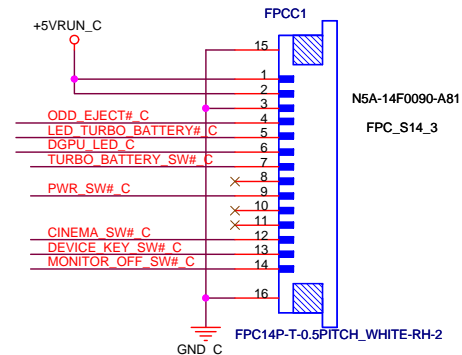 FPCC1
+5VRUN_C
15
1
2
3
ODD_EJECT#_C 4
LED_TURBO_BATTERY#_C 5
DGPU_LED_C 6
TURBO_BATTERY_SW#_C 7
8
PWR_SW#_C 9
10
11
CINEMA_SW#_C 12
DEVICE_KEY_SW#_C 13
MONITOR_OFF_SW#_C 14
16
N5A-14F0090-A81
FPC_S14_3
FPC14P-T-0.5PITCH_WHITE-RH-2
GND_C